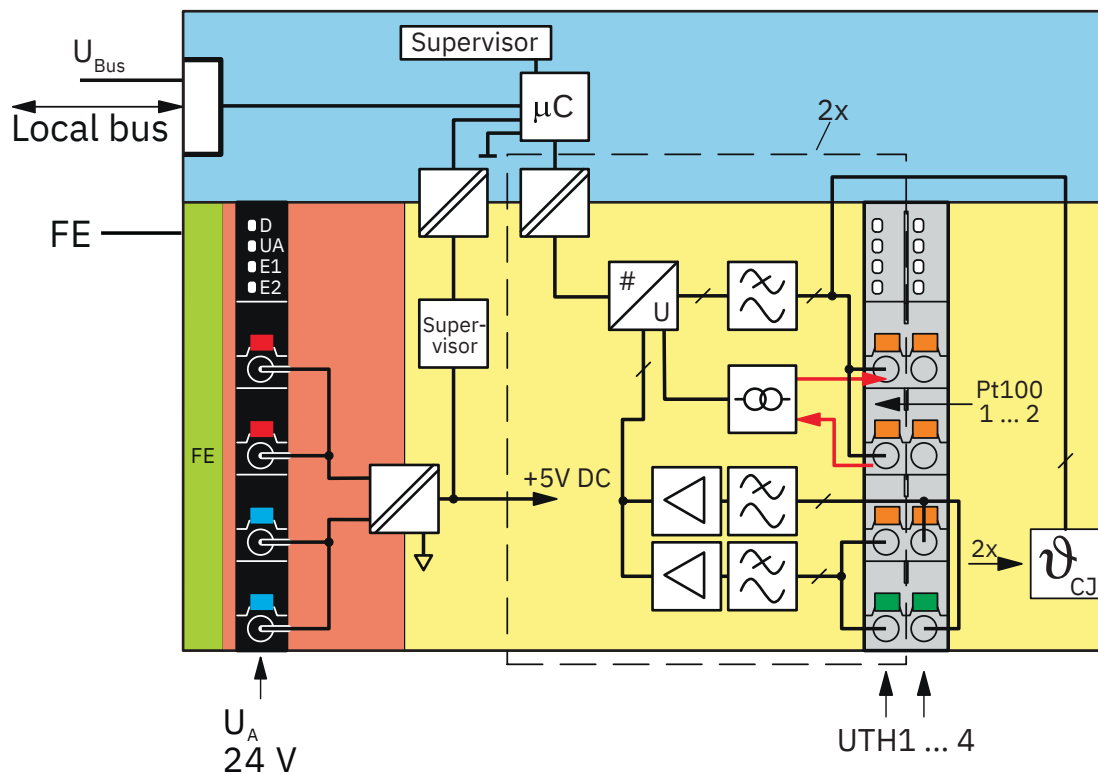 Supervisor
U Bus
µC
2x
Local bus
FE
D
UA
E1
E2
#
U
Super-
visor
Pt100
1 ... 2
FE
+5V DC
2x
ϑCJ
UA
24 V
UTH1 ... 4